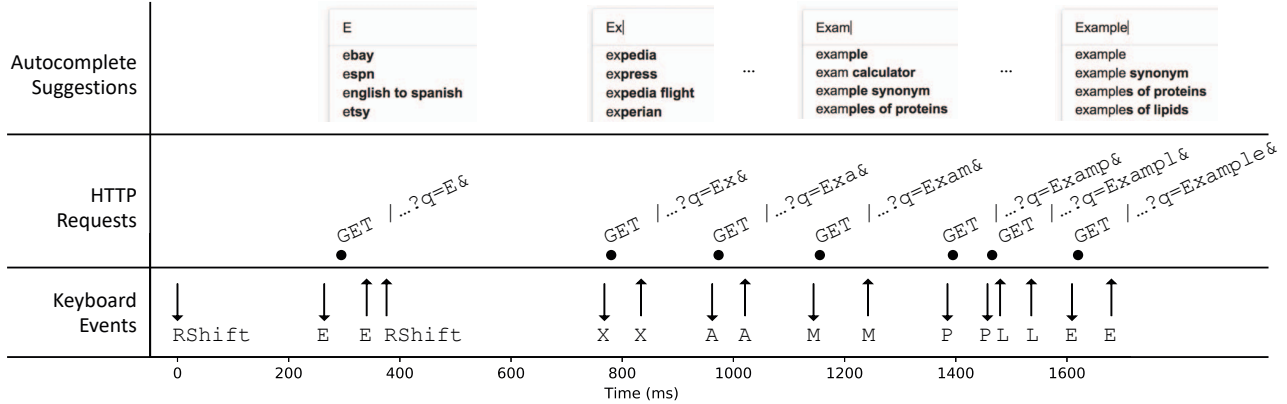 Autocomplete
Suggestions
E
ebay
espn
english to spanish
etsy
Ex
expedia
express
expedia flight
experian
...
Exam
example
exam calculator
example synonym
examples of proteins
...
Example
example
example synonym
examples of proteins
examples of lipids
HTTP
Requests
GET /…?q=E&
GET /…?q=Ex&
GET /…?q=Exa&
GET /…?q=Exam&
GET /…?q=Examp&
GET /…?q=Exampl&
GET /…?q=Example&
Keyboard
Events
RShift E E RShift X X A A M M P P L L E E
0 200 400 600 800 1000 1200 1400 1600
Time (ms)